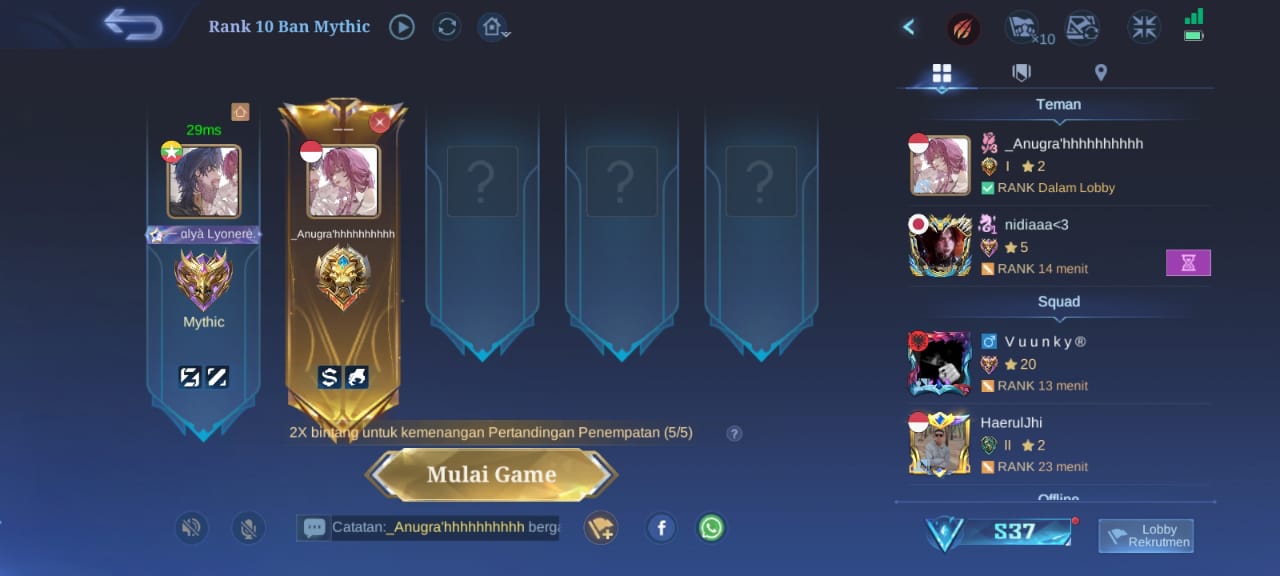 Rank 10 Ban Mythic
×10
29ms
_Anugra'hhhhhhhhhh
Mythic
2X bintang untuk kemenangan Pertandingan Penempatan (5/5)
?
Mulai Game
Catatan:_Anugra'hhhhhhhhhh berga
Teman
_Anugra'hhhhhhhhhh
I ★2
RANK Dalam Lobby
nidiaaa<3
★5
RANK 14 menit
Squad
V u u n k y ®
★20
RANK 13 menit
HaerulJhi
II ★2
RANK 23 menit
Offline
S37
Lobby
Rekrutmen